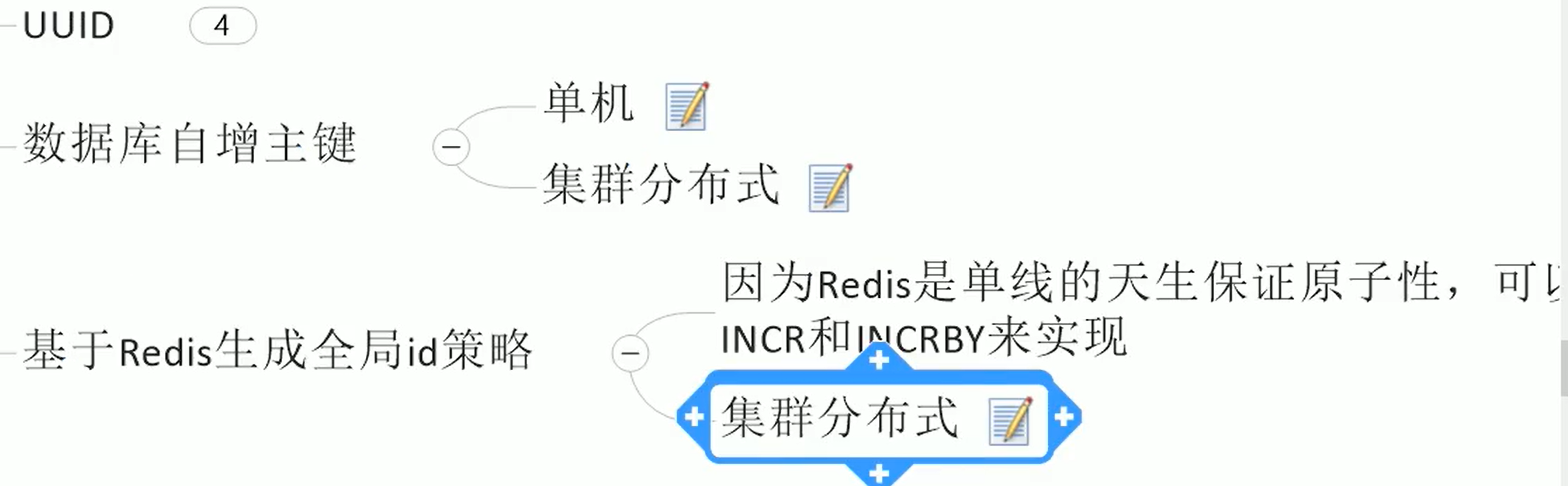 UUID 4
单机
数据库自增主键
集群分布式
因为Redis是单线的天生保证原子性，可
INCR和INCRBY来实现
基于Redis生成全局id策略
集群分布式